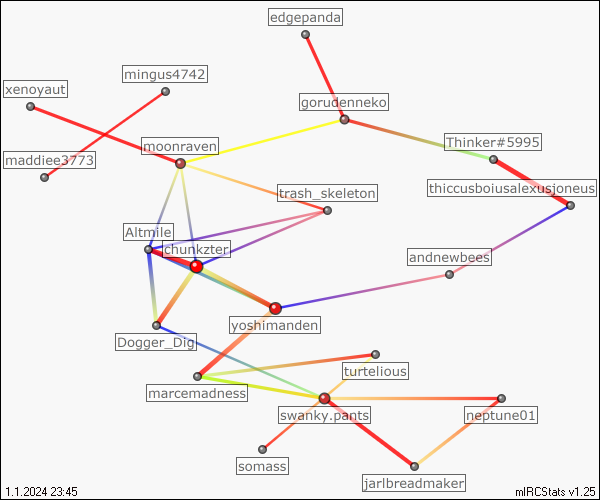 edgepanda
mingus4742
xenoyaut
gorudenneko
moonraven
Thinker#5995
maddiee3773
thiccusboiusalexusjoneus
trash_skeleton
Altmile
chunkzter
andnewbees
yoshimanden
Dogger_Dig
turtelious
marcemadness
swanky.pants
neptune01
somass
jarlbreadmaker
1.1.2024 23:45
mIRCStats v1.25